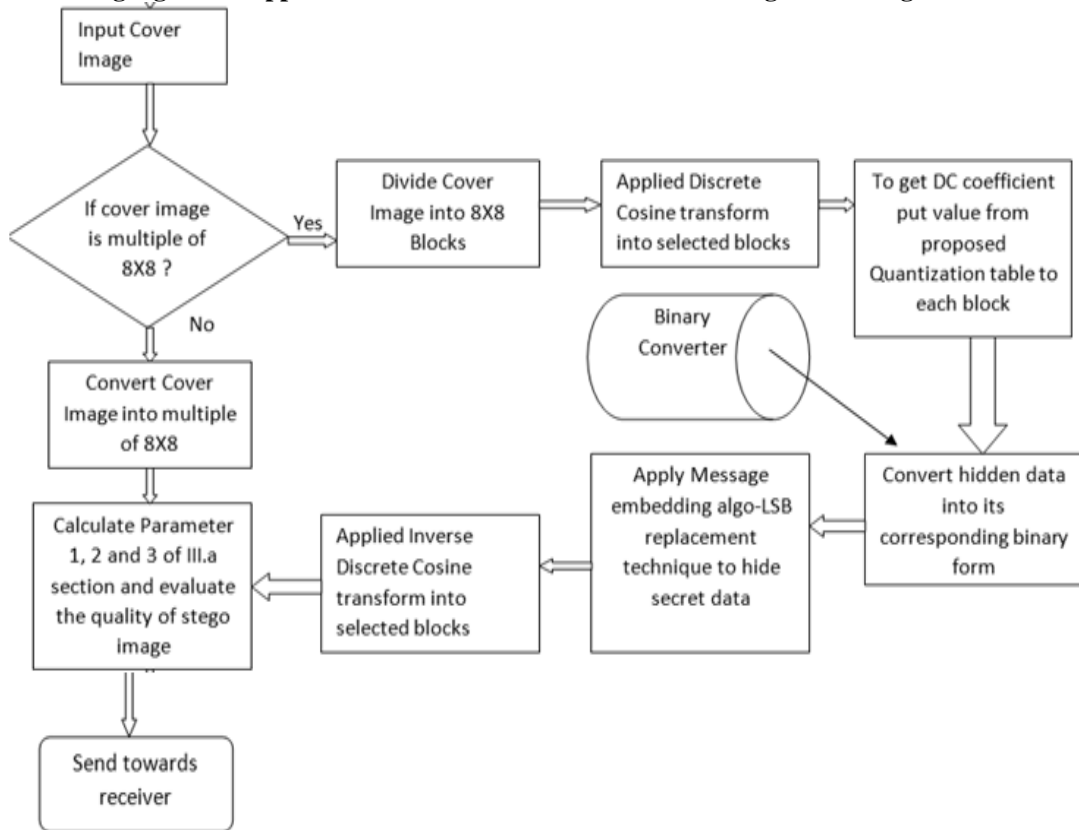 Input Cover
Image
If cover image
is multiple of
8X8 ?
Yes
No
Divide Cover
Image into 8X8
Blocks
Applied Discrete
Cosine transform
into selected blocks
To get DC coefficient
put value from
proposed
Quantization table to
each block
Binary
Converter
Convert Cover
Image into multiple
of 8X8
Convert hidden data
into its
corresponding binary
form
Apply Message
embedding algo-LSB
replacement
technique to hide
secret data
Applied Inverse
Discrete Cosine
transform into
selected blocks
Calculate Parameter
1, 2 and 3 of III.a
section and evaluate
the quality of stego
image
Send towards
receiver